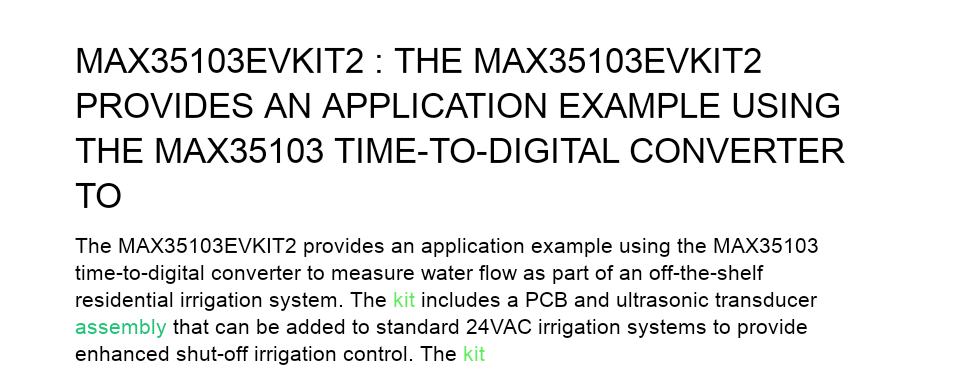 MAX35103EVKIT2 : THE MAX35103EVKIT2
PROVIDES AN APPLICATION EXAMPLE USING
THE MAX35103 TIME-TO-DIGITAL CONVERTER
TO
The MAX35103EVKIT2 provides an application example using the MAX35103
time-to-digital converter to measure water flow as part of an off-the-shelf
residential irrigation system. The kit includes a PCB and ultrasonic transducer
assembly that can be added to standard 24VAC irrigation systems to provide
enhanced shut-off irrigation control. The kit